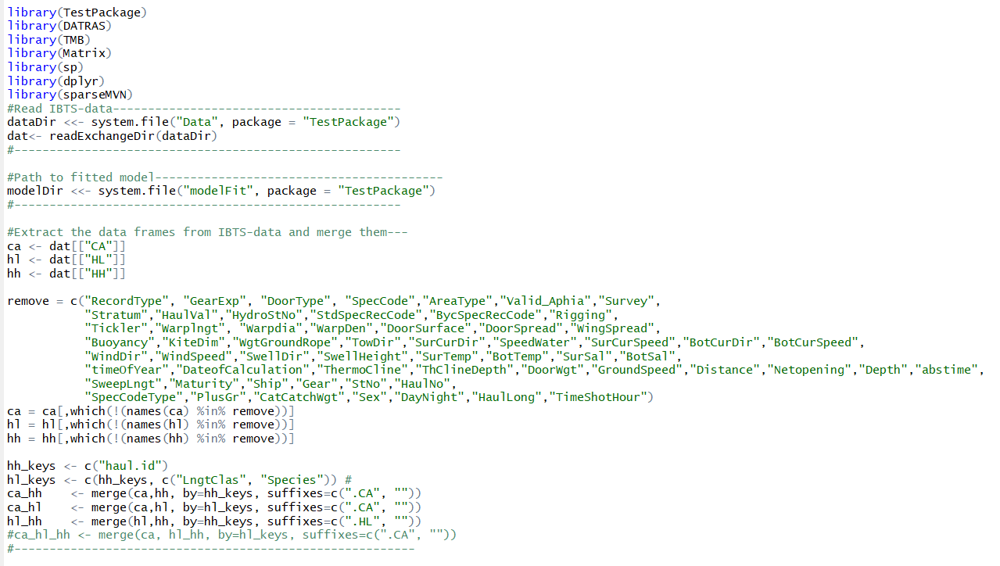 library(TestPackage)
library(DATRAS)
library(TMB)
library(Matrix)
library(sp)
library(dplyr)
library(sparseMVN)
#Read IBTS-data-----------------------------------------
dataDir <<- system.file("Data", package = "TestPackage")
dat<- readExchangeDir(dataDir)
#-------------------------------------------------------

#Path to fitted model-----------------------------------------
modelDir <<- system.file("modelFit", package = "TestPackage")
#-------------------------------------------------------

#Extract the data frames from IBTS-data and merge them---
ca <- dat[["CA"]]
hl <- dat[["HL"]]
hh <- dat[["HH"]]

remove = c("RecordType", "GearExp", "DoorType", "SpecCode","AreaType","Valid_Aphia","Survey",
           "Stratum","HaulVal","HydroStNo","StdSpecRecCode","BycSpecRecCode","Rigging",
           "Tickler","Warplngt", "Warpdia","WarpDen","DoorSurface","DoorSpread","WingSpread",
           "Buoyancy","KiteDim","WgtGroundRope","TowDir","SurCurDir","SpeedWater","SurCurSpeed","BotCurDir","BotCurSpeed",
           "WindDir","WindSpeed","SwellDir","SwellHeight","SurTemp","BotTemp","SurSal","BotSal",
           "timeOfYear","DateofCalculation","ThermoCline","ThClineDepth","DoorWgt","GroundSpeed","Distance","Netopening","Depth","abstime",
           "SweepLngt","Maturity","Ship","Gear","StNo","HaulNo",
           "SpecCodeType","PlusGr","CatCatchWgt","Sex","DayNight","HaulLong","TimeShotHour")
ca = ca[,which(!(names(ca) %in% remove))]
hl = hl[,which(!(names(hl) %in% remove))]
hh = hh[,which(!(names(hh) %in% remove))]

hh_keys <- c("haul.id")
hl_keys <- c(hh_keys, c("LngtClas", "Species")) #
ca_hh    <- merge(ca,hh, by=hh_keys, suffixes=c(".CA", ""))
ca_hl    <- merge(ca,hl, by=hl_keys, suffixes=c(".CA", ""))
hl_hh    <- merge(hl,hh, by=hh_keys, suffixes=c(".HL", ""))
#ca_hl_hh <- merge(ca, hl_hh, by=hl_keys, suffixes=c(".CA", ""))
#---------------------------------------------------------